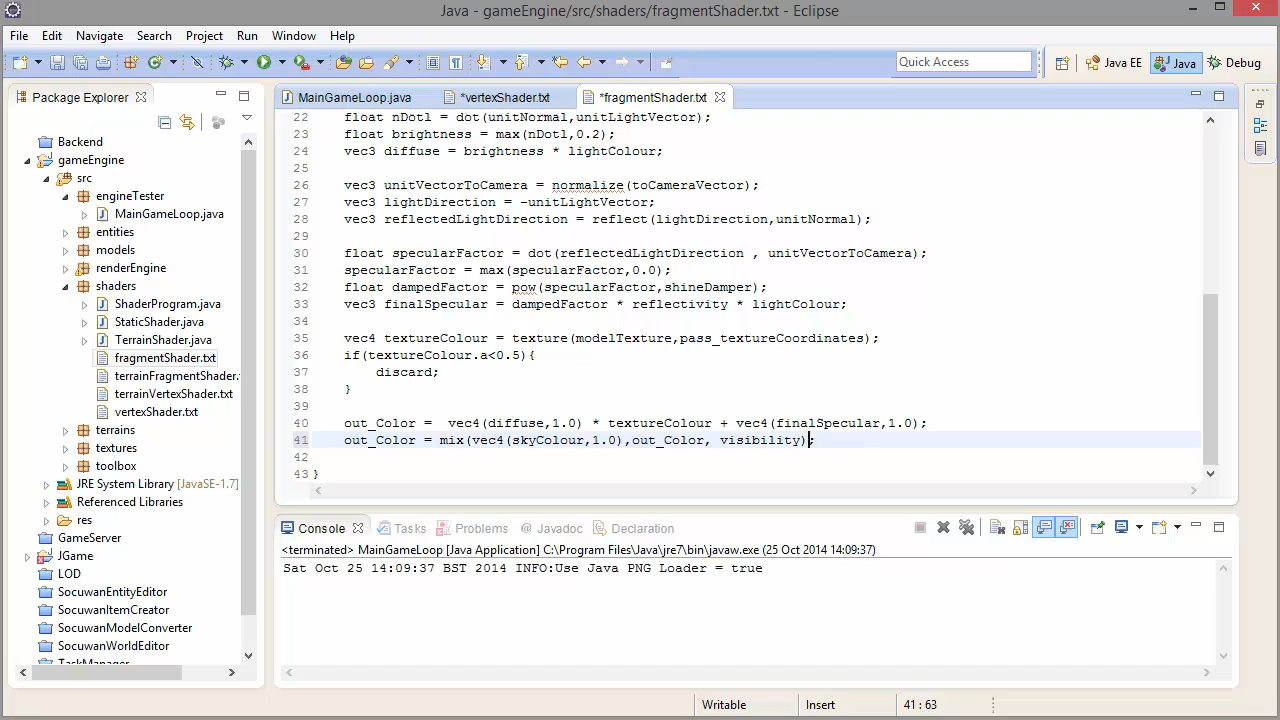 Java - gameEngine/src/shaders/fragmentShader.txt - Eclipse
File Edit Navigate Search Project Run Window Help
Quick Access
Java EE
Java
Debug
Package Explorer
Backend
gameEngine
src
engineTester
MainGameLoop.java
entities
models
renderEngine
shaders
ShaderProgram.java
StaticShader.java
TerrainShader.java
fragmentShader.txt
terrainFragmentShader.
terrainVertexShader.txt
vertexShader.txt
terrains
textures
toolbox
JRE System Library [JavaSE-1.7]
Referenced Libraries
res
GameServer
JGame
LOD
SocuwanEntityEditor
SocuwanItemCreator
SocuwanModelConverter
SocuwanWorldEditor
TaskManager
MainGameLoop.java *vertexShader.txt *fragmentShader.txt
22 float nDotl = dot(unitNormal,unitLightVector);
23 float brightness = max(nDotl,0.2);
24 vec3 diffuse = brightness * lightColour;
25
26 vec3 unitVectorToCamera = normalize(toCameraVector);
27 vec3 lightDirection = -unitLightVector;
28 vec3 reflectedLightDirection = reflect(lightDirection,unitNormal);
29
30 float specularFactor = dot(reflectedLightDirection , unitVectorToCamera);
31 specularFactor = max(specularFactor,0.0);
32 float dampedFactor = pow(specularFactor,shineDamper);
33 vec3 finalSpecular = dampedFactor * reflectivity * lightColour;
34
35 vec4 textureColour = texture(modelTexture,pass_textureCoordinates);
36 if(textureColour.a<0.5){
37 discard;
38 }
39
40 out_Color =  vec4(diffuse,1.0) * textureColour + vec4(finalSpecular,1.0);
41 out_Color = mix(vec4(skyColour,1.0),out_Color, visibility);
42
43 }
Console Tasks Problems @ Javadoc Declaration
<terminated> MainGameLoop [Java Application] C:\Program Files\Java\jre7\bin\javaw.exe (25 Oct 2014 14:09:37)
Sat Oct 25 14:09:37 BST 2014 INFO:Use Java PNG Loader = true
Writable Insert 41 : 63